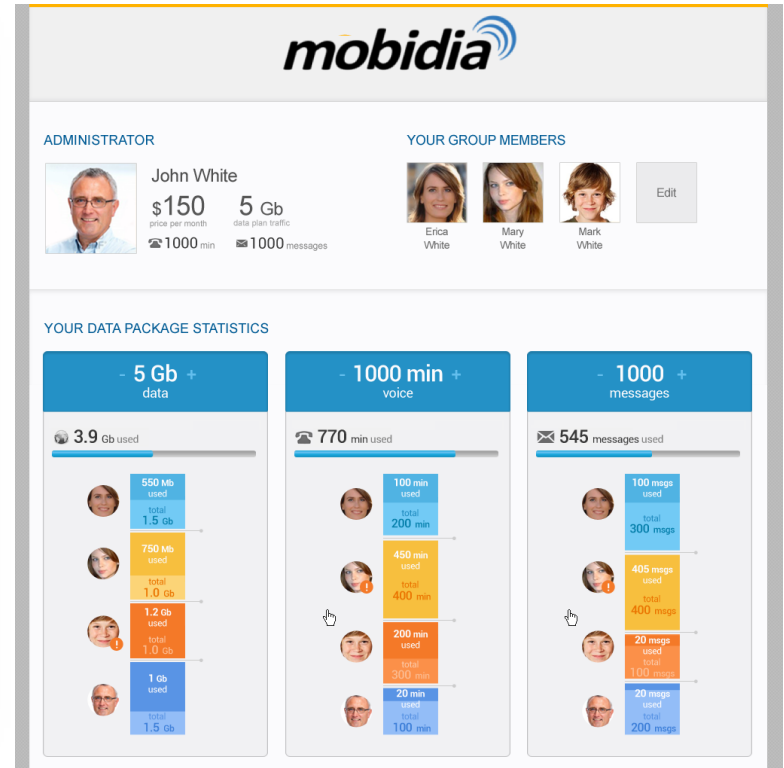 mobidia
ADMINISTRATOR
John White
$150
price per month
5 Gb
data plan traffic
1000 min
1000 messages
YOUR GROUP MEMBERS
Erica
White
Mary
White
Mark
White
Edit
YOUR DATA PACKAGE STATISTICS
- 5 Gb +
data
3.9 Gb used
550 Mb
used
total
1.5 Gb
750 Mb
used
total
1.0 Gb
1.2 Gb
used
total
1.0 Gb
1 Gb
used
total
1.5 Gb
- 1000 min +
voice
770 min used
100 min
used
total
200 min
450 min
used
total
400 min
200 min
used
total
300 min
20 min
used
total
100 min
- 1000 +
messages
545 messages used
100 msgs
used
total
300 msgs
405 msgs
used
total
400 msgs
20 msgs
used
total
100 msgs
20 msgs
used
total
200 msgs